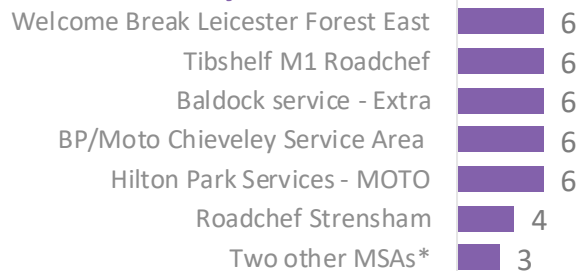 Welcome Break Leicester Forest East 6
Tibshelf M1 Roadchef 6
Baldock service - Extra 6
BP/Moto Chieveley Service Area 6
Hilton Park Services - MOTO 6
Roadchef Strensham 4
Two other MSAs* 3